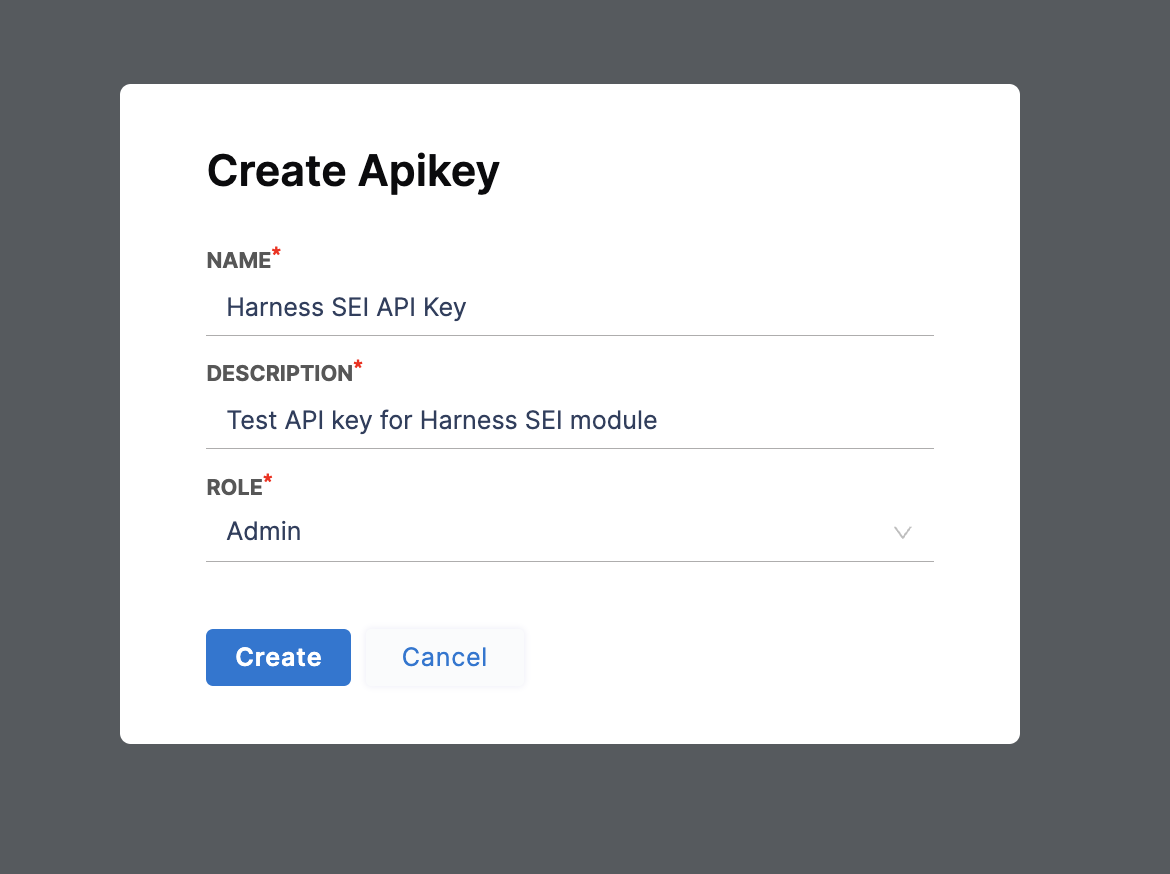 Create Apikey
NAME*
Harness SEI API Key
DESCRIPTION*
Test API key for Harness SEI module
ROLE*
Admin
Create Cancel